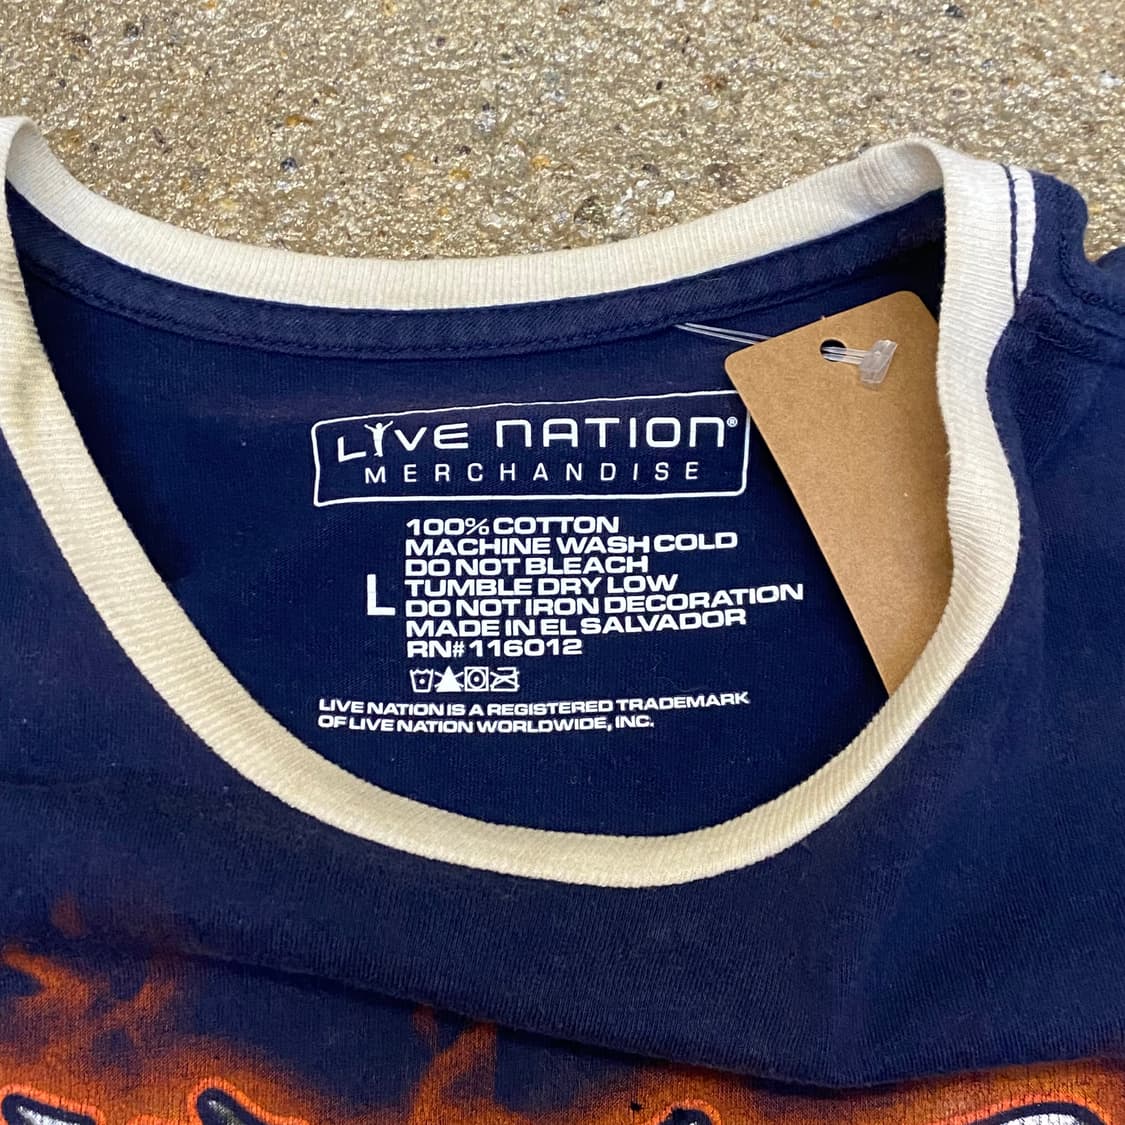 LIVE NATION®
MERCHANDISE
L
100% COTTON
MACHINE WASH COLD
DO NOT BLEACH
TUMBLE DRY LOW
DO NOT IRON DECORATION
MADE IN EL SALVADOR
RN# 116012
LIVE NATION IS A REGISTERED TRADEMARK
OF LIVE NATION WORLDWIDE, INC.